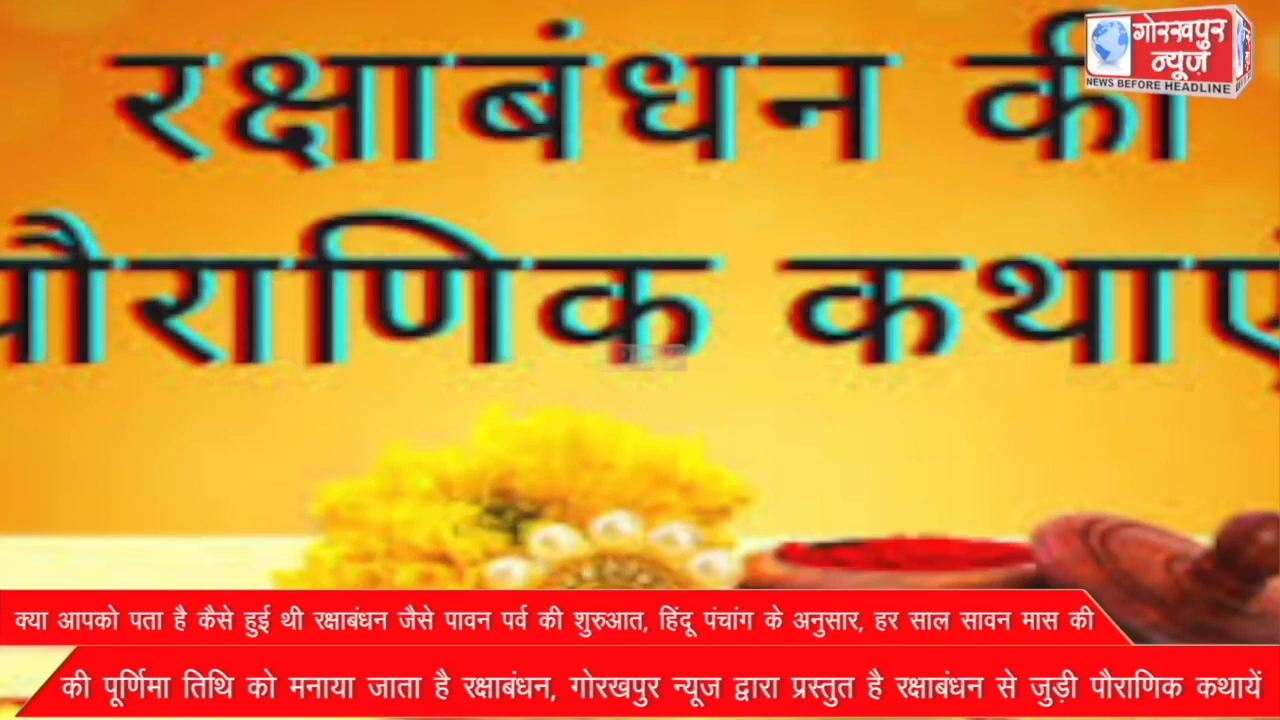 गोरखपुर
न्यूज़
NEWS BEFORE HEADLINE
रक्षाबंधन की
पौराणिक कथाएं
क्या आपको पता है कैसे हुई थी रक्षाबंधन जैसे पावन पर्व की शुरुआत, हिंदू पंचांग के अनुसार, हर साल सावन मास की
की पूर्णिमा तिथि को मनाया जाता है रक्षाबंधन, गोरखपुर न्यूज द्वारा प्रस्तुत है रक्षाबंधन से जुड़ी पौराणिक कथायें